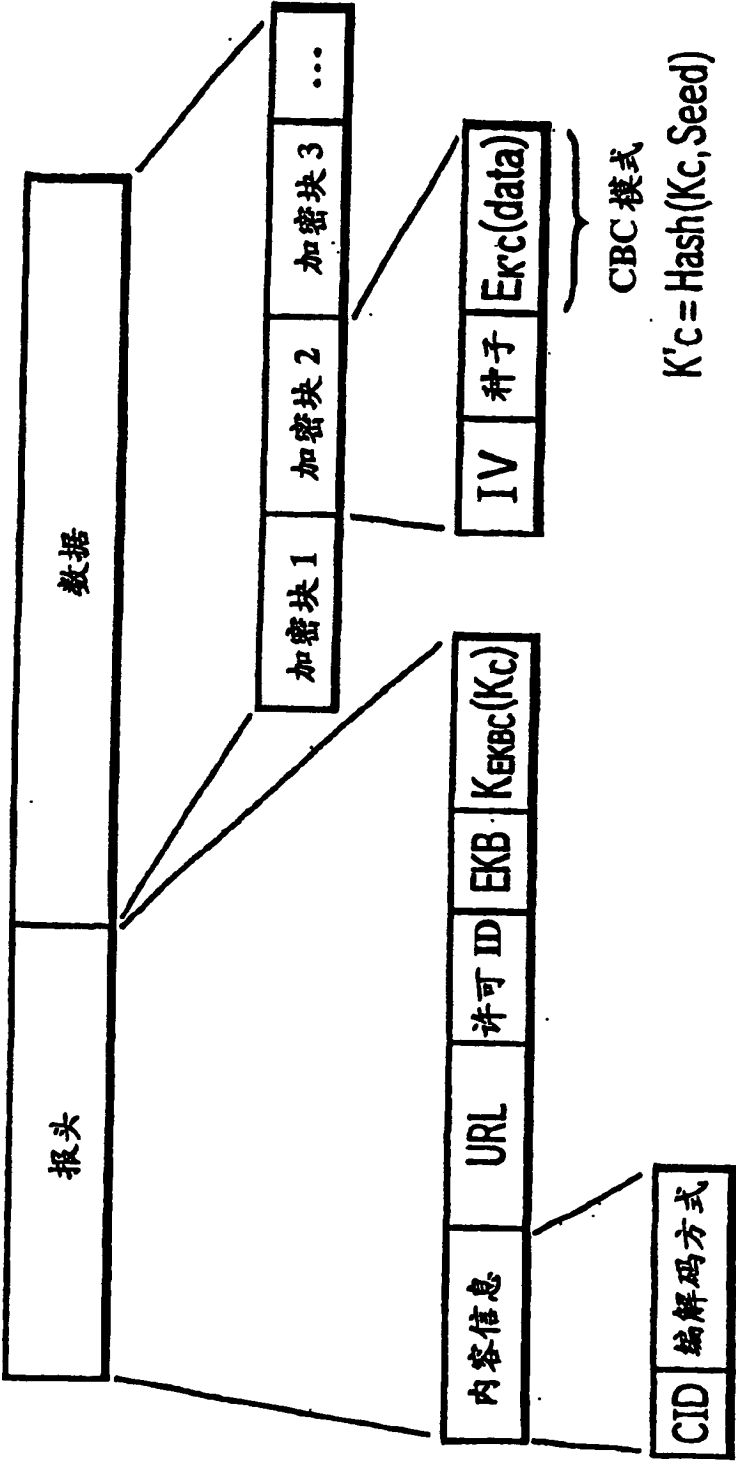 报头
数据
加密块1
加密块2
加密块3
...
内容信息
URL
许可ID
EKB
KEKBC(Kc)
IV
种子
EK'c(data)
CID
编解码方式
CBC 模式
K'c=Hash(Kc,Seed)